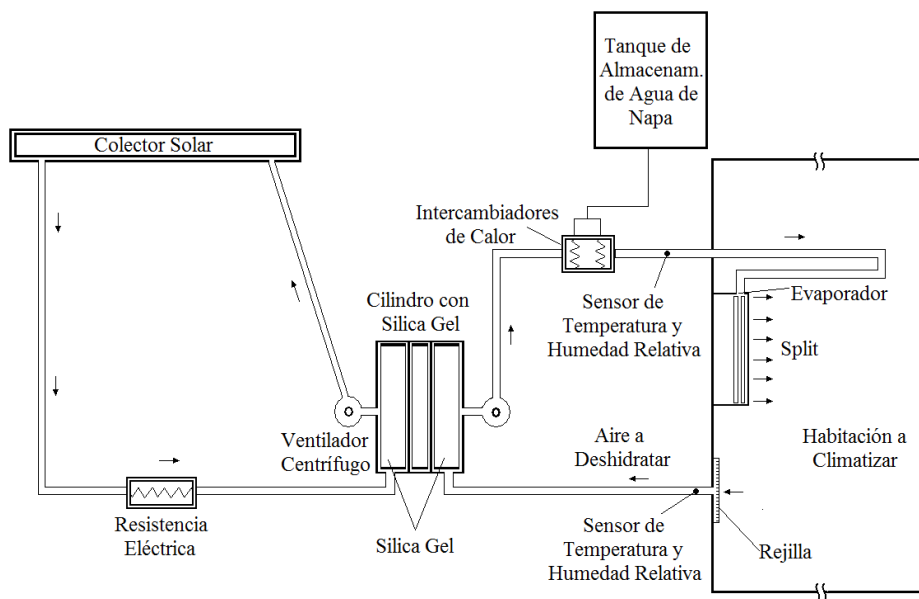 Tanque de
Almacenam.
de Agua de
Napa
Colector Solar
Intercambiadores
de Calor
Cilindro con
Silica Gel
Sensor de
Temperatura y
Humedad Relativa
Evaporador
Split
Ventilador
Centrífugo
Aire a
Deshidratar
Habitación a
Climatizar
Resistencia
Eléctrica
Silica Gel
Sensor de
Temperatura y
Humedad Relativa
Rejilla